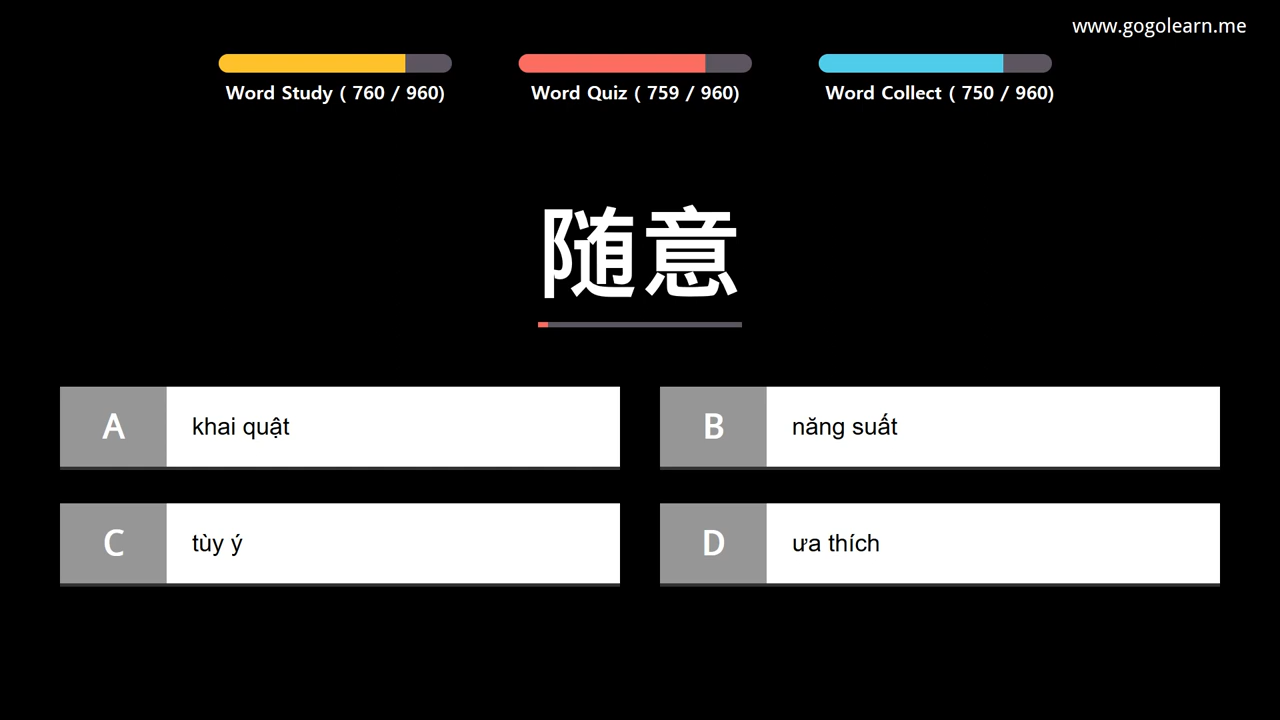 www.gogolearn.me
Word Study ( 760 / 960)
Word Quiz ( 759 / 960)
Word Collect ( 750 / 960)
随意
A
khai quật
B
năng suất
C
tùy ý
D
ưa thích